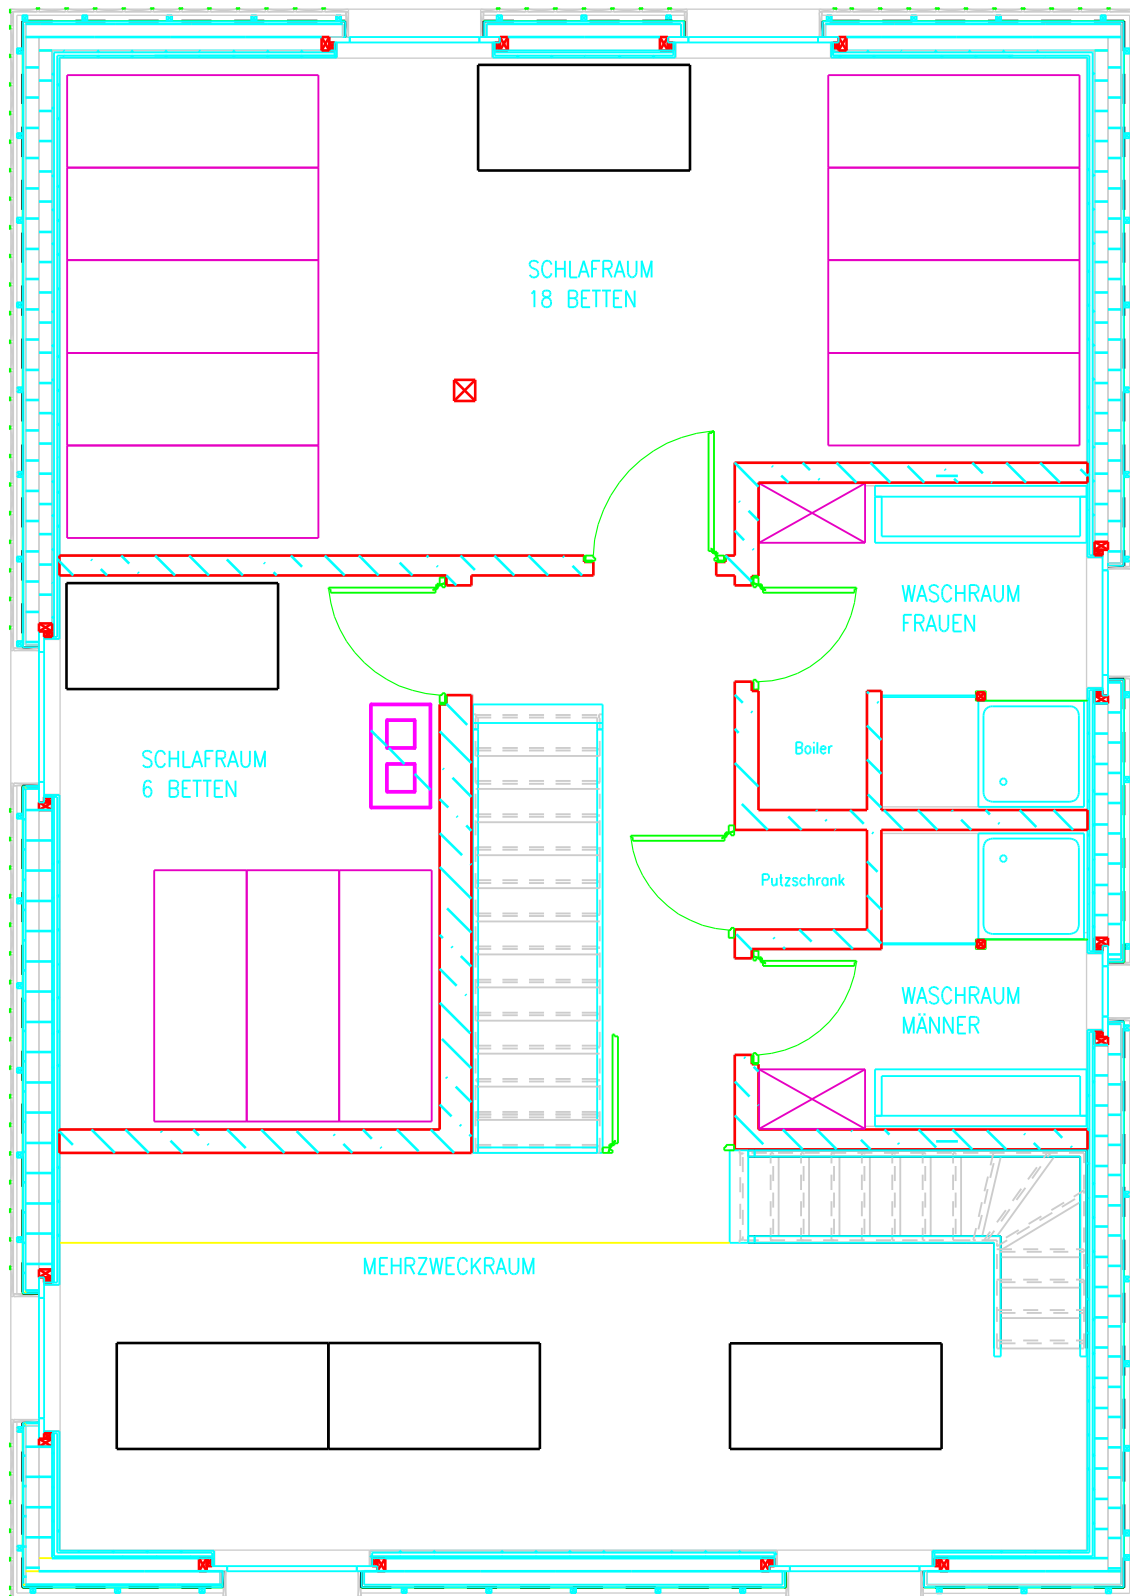 SCHLAFRAUM
18 BETTEN
WASCHRAUM
FRAUEN
SCHLAFRAUM
6 BETTEN
Boiler
Putzschrank
WASCHRAUM
MÄNNER
MEHRZWECKRAUM